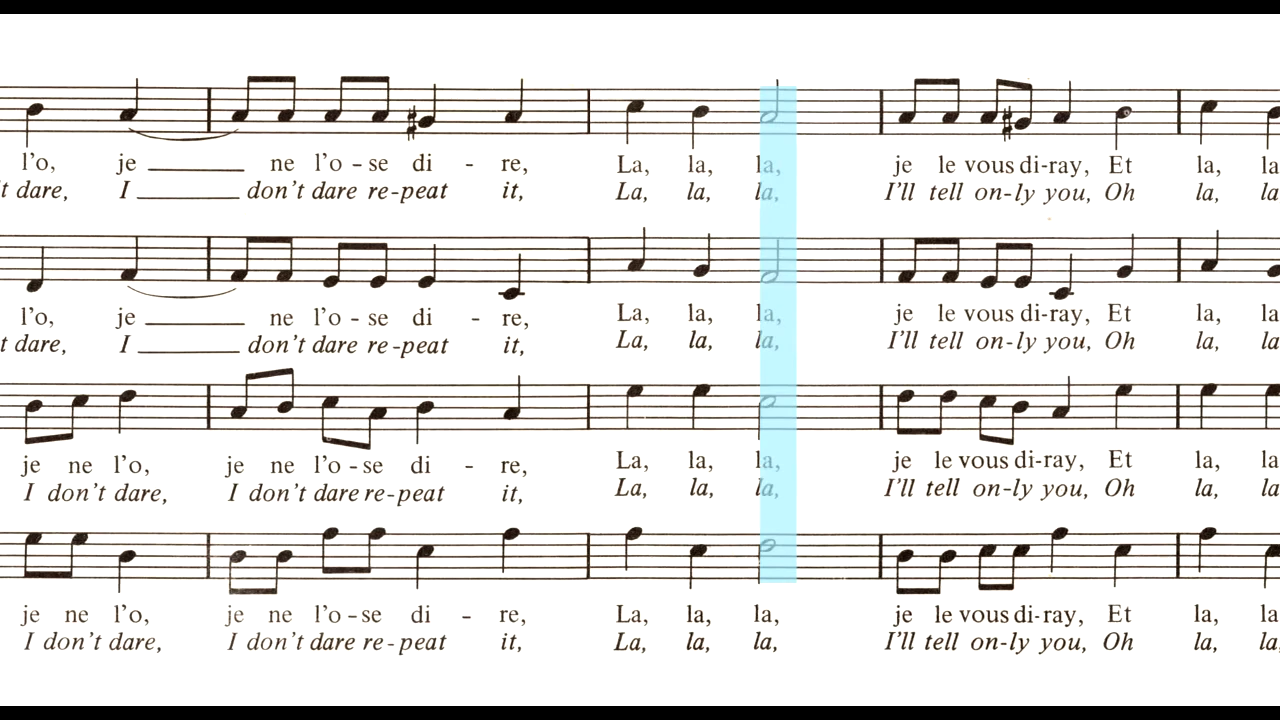 l'o, je ne l'o - se di - re, La, la, la, je le vous di-ray, Et la,
't dare, I don't dare re-peat it, La, la, la, I'll tell on-ly you, Oh la,
l'o, je ne l'o - se di - re, La, la, la, je le vous di-ray, Et la,
t dare, I don't dare re-peat it, La, la, la, I'll tell on-ly you, Oh la,
je ne l'o, je ne l'o - se di - re, La, la, la, je le vous di-ray, Et la, la
I don't dare, I don't dare re-peat it, La, la, la, I'll tell on-ly you, Oh la, la
je ne l'o, je ne l'o - se di - re, La, la, la, je le vous di-ray, Et la, la
I don't dare, I don't dare re-peat it, La, la, la, I'll tell on-ly you, Oh la, la,